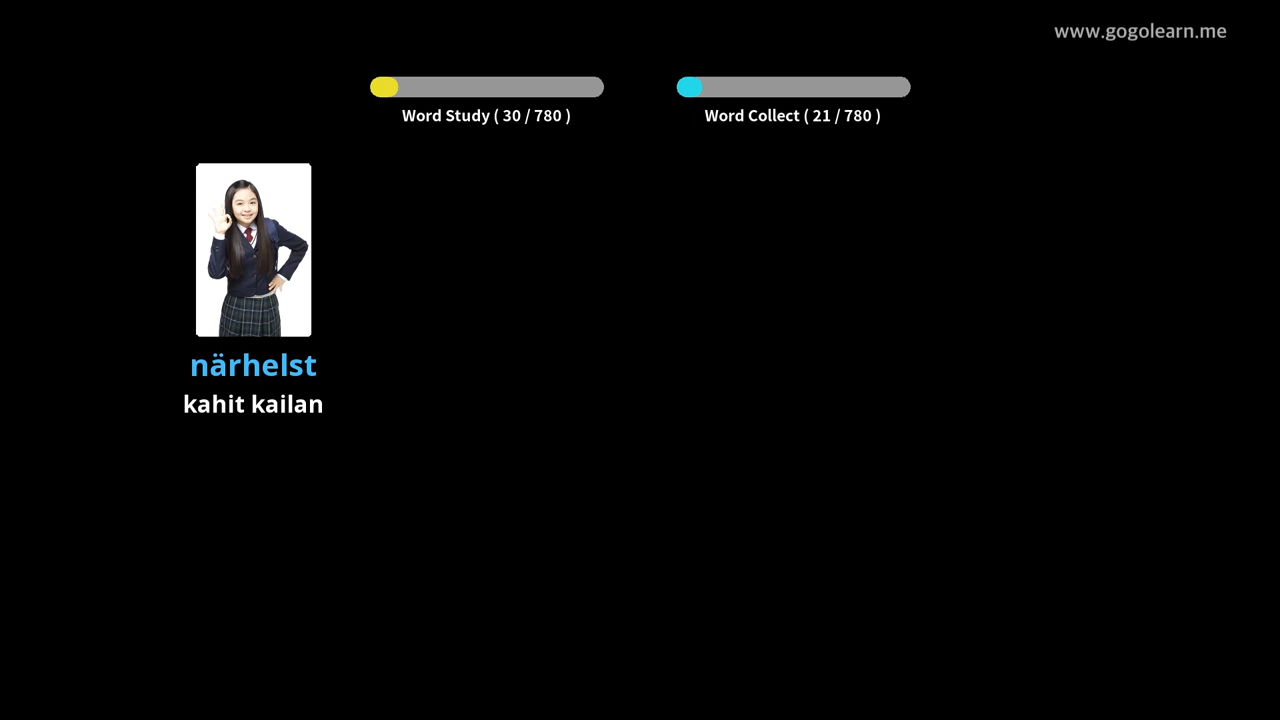 www.gogolearn.me
Word Study ( 30 / 780 )
Word Collect ( 21 / 780 )
närhelst
kahit kailan